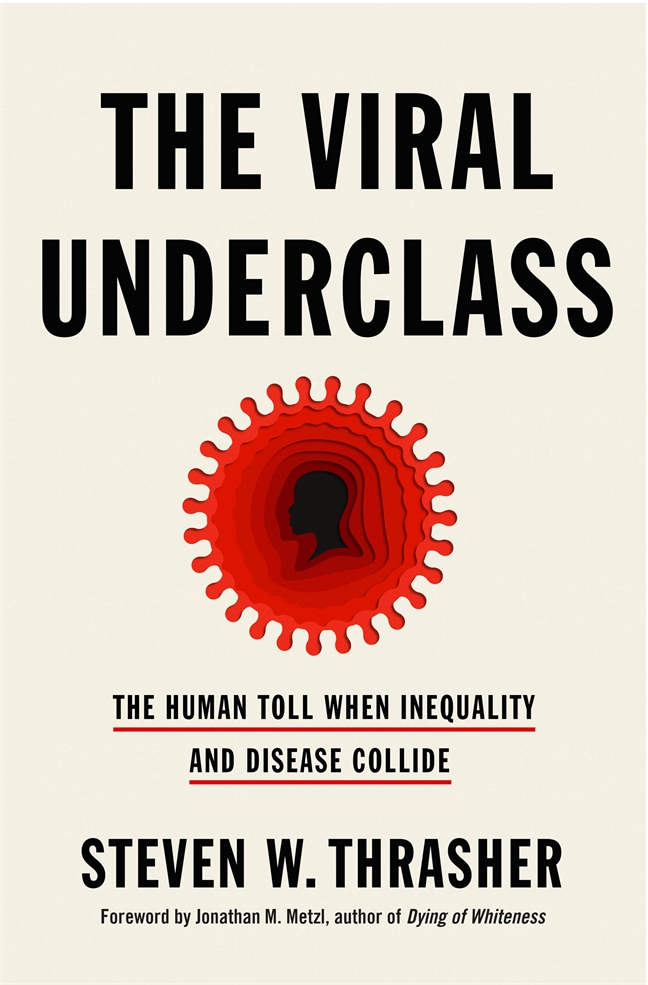 THE VIRAL
UNDERCLASS
THE HUMAN TOLL WHEN INEQUALITY
AND DISEASE COLLIDE
STEVEN W. THRASHER
Foreword by Jonathan M. Metzl, author of Dying of Whiteness